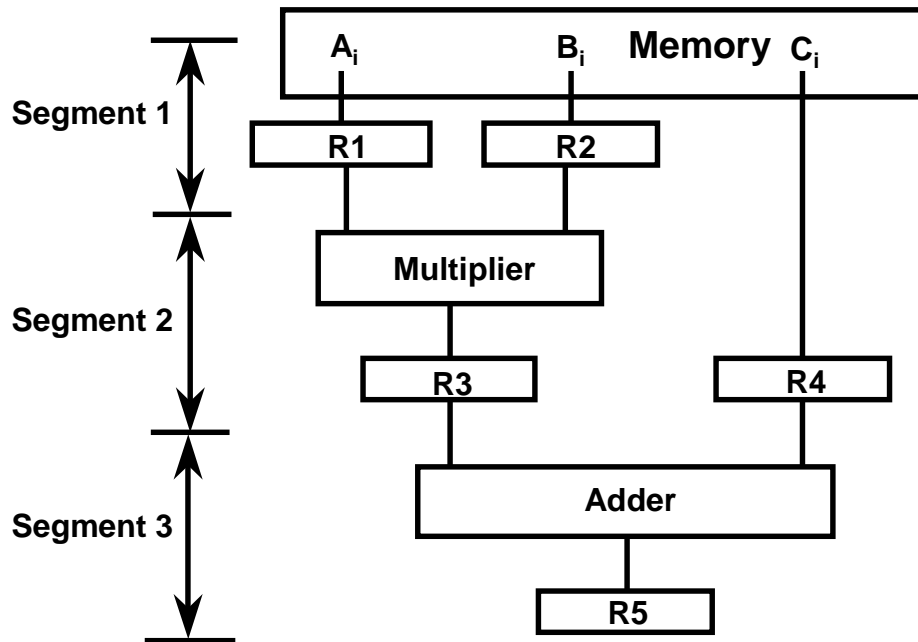 Memory
A_i B_i C_i
Segment 1
R1 R2
Multiplier
Segment 2
R3 R4
Adder
Segment 3
R5